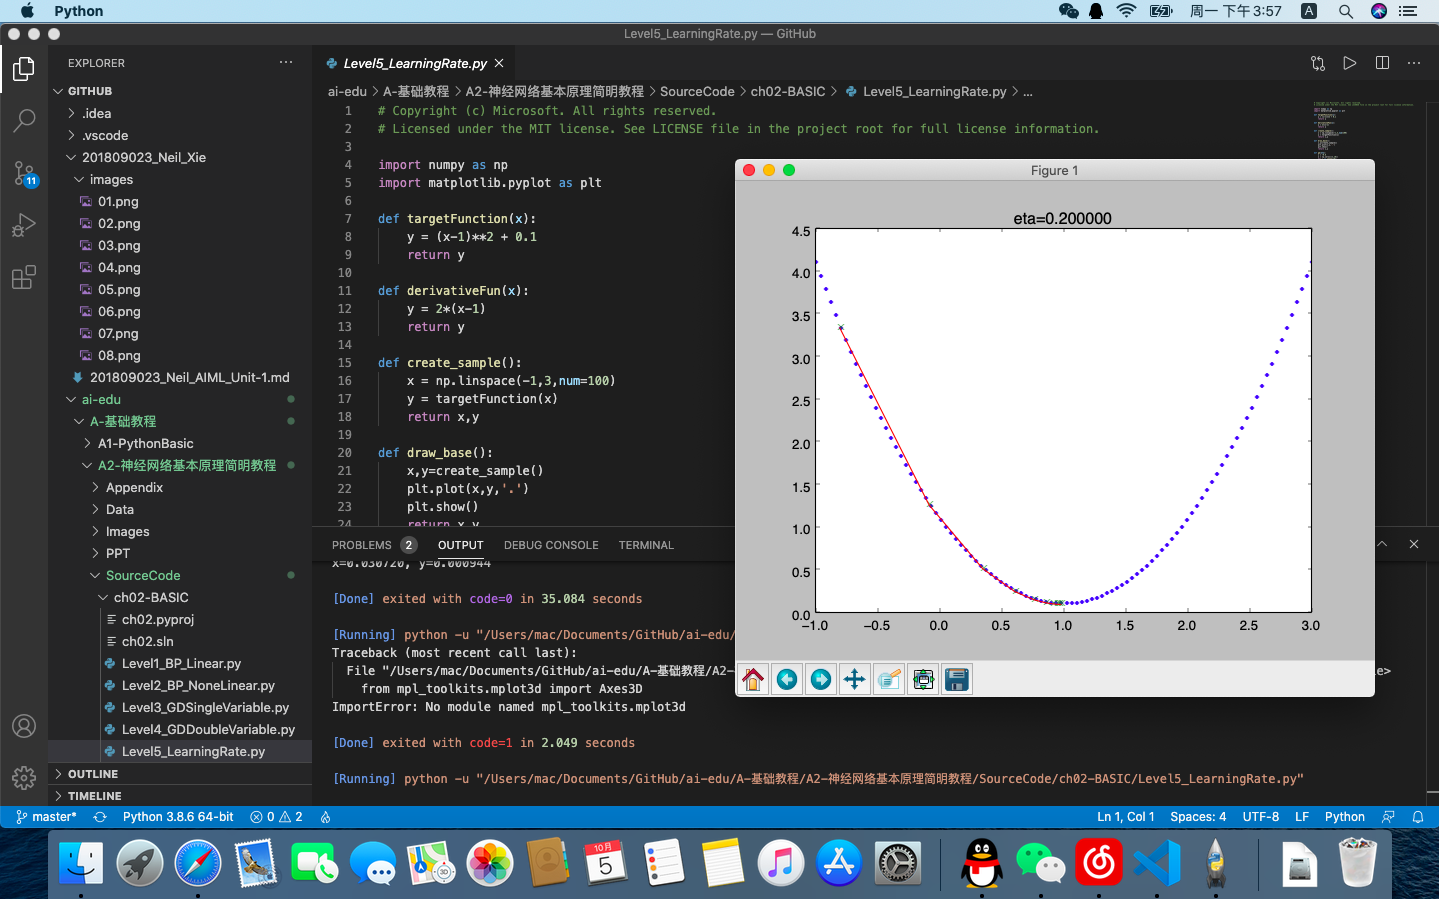 Python
周一 下午3:57
A
Level5_LearningRate.py — GitHub
EXPLORER
GITHUB
.idea
.vscode
201809023_Neil_Xie
images
01.png
02.png
03.png
04.png
05.png
06.png
07.png
08.png
201809023_Neil_AIML_Unit-1.md
ai-edu
A-基础教程
A1-PythonBasic
A2-神经网络基本原理简明教程
Appendix
Data
Images
PPT
SourceCode
ch02-BASIC
ch02.pyproj
ch02.sln
Level1_BP_Linear.py
Level2_BP_NoneLinear.py
Level3_GDSingleVariable.py
Level4_GDDoubleVariable.py
Level5_LearningRate.py
OUTLINE
TIMELINE
11
Level5_LearningRate.py
ai-edu > A-基础教程 > A2-神经网络基本原理简明教程 > SourceCode > ch02-BASIC > Level5_LearningRate.py > ...
1 # Copyright (c) Microsoft. All rights reserved.
2 # Licensed under the MIT license. See LICENSE file in the project root for full license information.
3
4 import numpy as np
5 import matplotlib.pyplot as plt
6
7 def targetFunction(x):
8 y = (x-1)**2 + 0.1
9 return y
10
11 def derivativeFun(x):
12 y = 2*(x-1)
13 return y
14
15 def create_sample():
16 x = np.linspace(-1,3,num=100)
17 y = targetFunction(x)
18 return x,y
19
20 def draw_base():
21 x,y=create_sample()
22 plt.plot(x,y,'.')
23 plt.show()
24 return x,y
Figure 1
eta=0.200000
4.5
4.0
3.5
3.0
2.5
2.0
1.5
1.0
0.5
0.0
−1.0 −0.5 0.0 0.5 1.0 1.5 2.0 2.5 3.0
PROBLEMS 2 OUTPUT DEBUG CONSOLE TERMINAL
x=0.030720, y=0.000944
[Done] exited with code=0 in 35.084 seconds
[Running] python -u "/Users/mac/Documents/GitHub/ai-edu/
Traceback (most recent call last):
File "/Users/mac/Documents/GitHub/ai-edu/A-基础教程/A2-
e>
from mpl_toolkits.mplot3d import Axes3D
ImportError: No module named mpl_toolkits.mplot3d
[Done] exited with code=1 in 2.049 seconds
[Running] python -u "/Users/mac/Documents/GitHub/ai-edu/A-基础教程/A2-神经网络基本原理简明教程/SourceCode/ch02-BASIC/Level5_LearningRate.py"
master* Python 3.8.6 64-bit 0 2 Ln 1, Col 1 Spaces: 4 UTF-8 LF Python
10月
5
3D